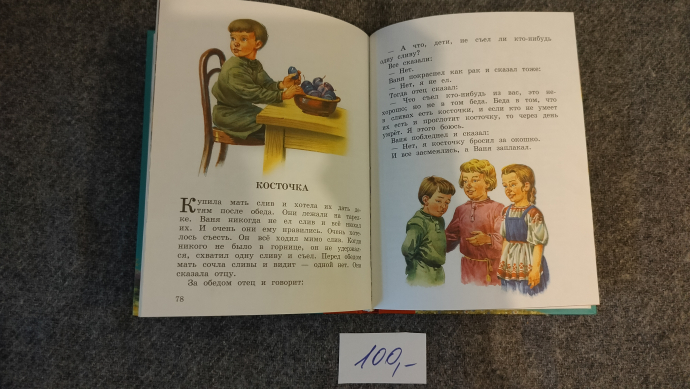 КОСТОЧКА
Купила мать слив и хотела их дать де-
тям после обеда. Они лежали на тарел-
ке. Ваня никогда не ел слив и всё нюхал
их. И очень они ему нравились. Очень хоте-
лось съесть. Он всё ходил мимо слив. Когда
никого не было в горнице, он не удержал-
ся, схватил одну сливу и съел. Перед обедом
мать сочла сливы и видит — одной нет. Она
сказала отцу.
За обедом отец и говорит:
78
— А что, дети, не съел ли кто-нибудь
одну сливу?
Все сказали:
— Нет.
Ваня покраснел как рак и сказал тоже:
— Нет, я не ел.
Тогда отец сказал:
— Что съел кто-нибудь из вас, это не-
хорошо; но не в том беда. Беда в том, что
в сливах есть косточки, и если кто не умеет
их есть и проглотит косточку, то через день
умрёт. Я этого боюсь.
Ваня побледнел и сказал:
— Нет, я косточку бросил за окошко.
И все засмеялись, а Ваня заплакал.
100,-